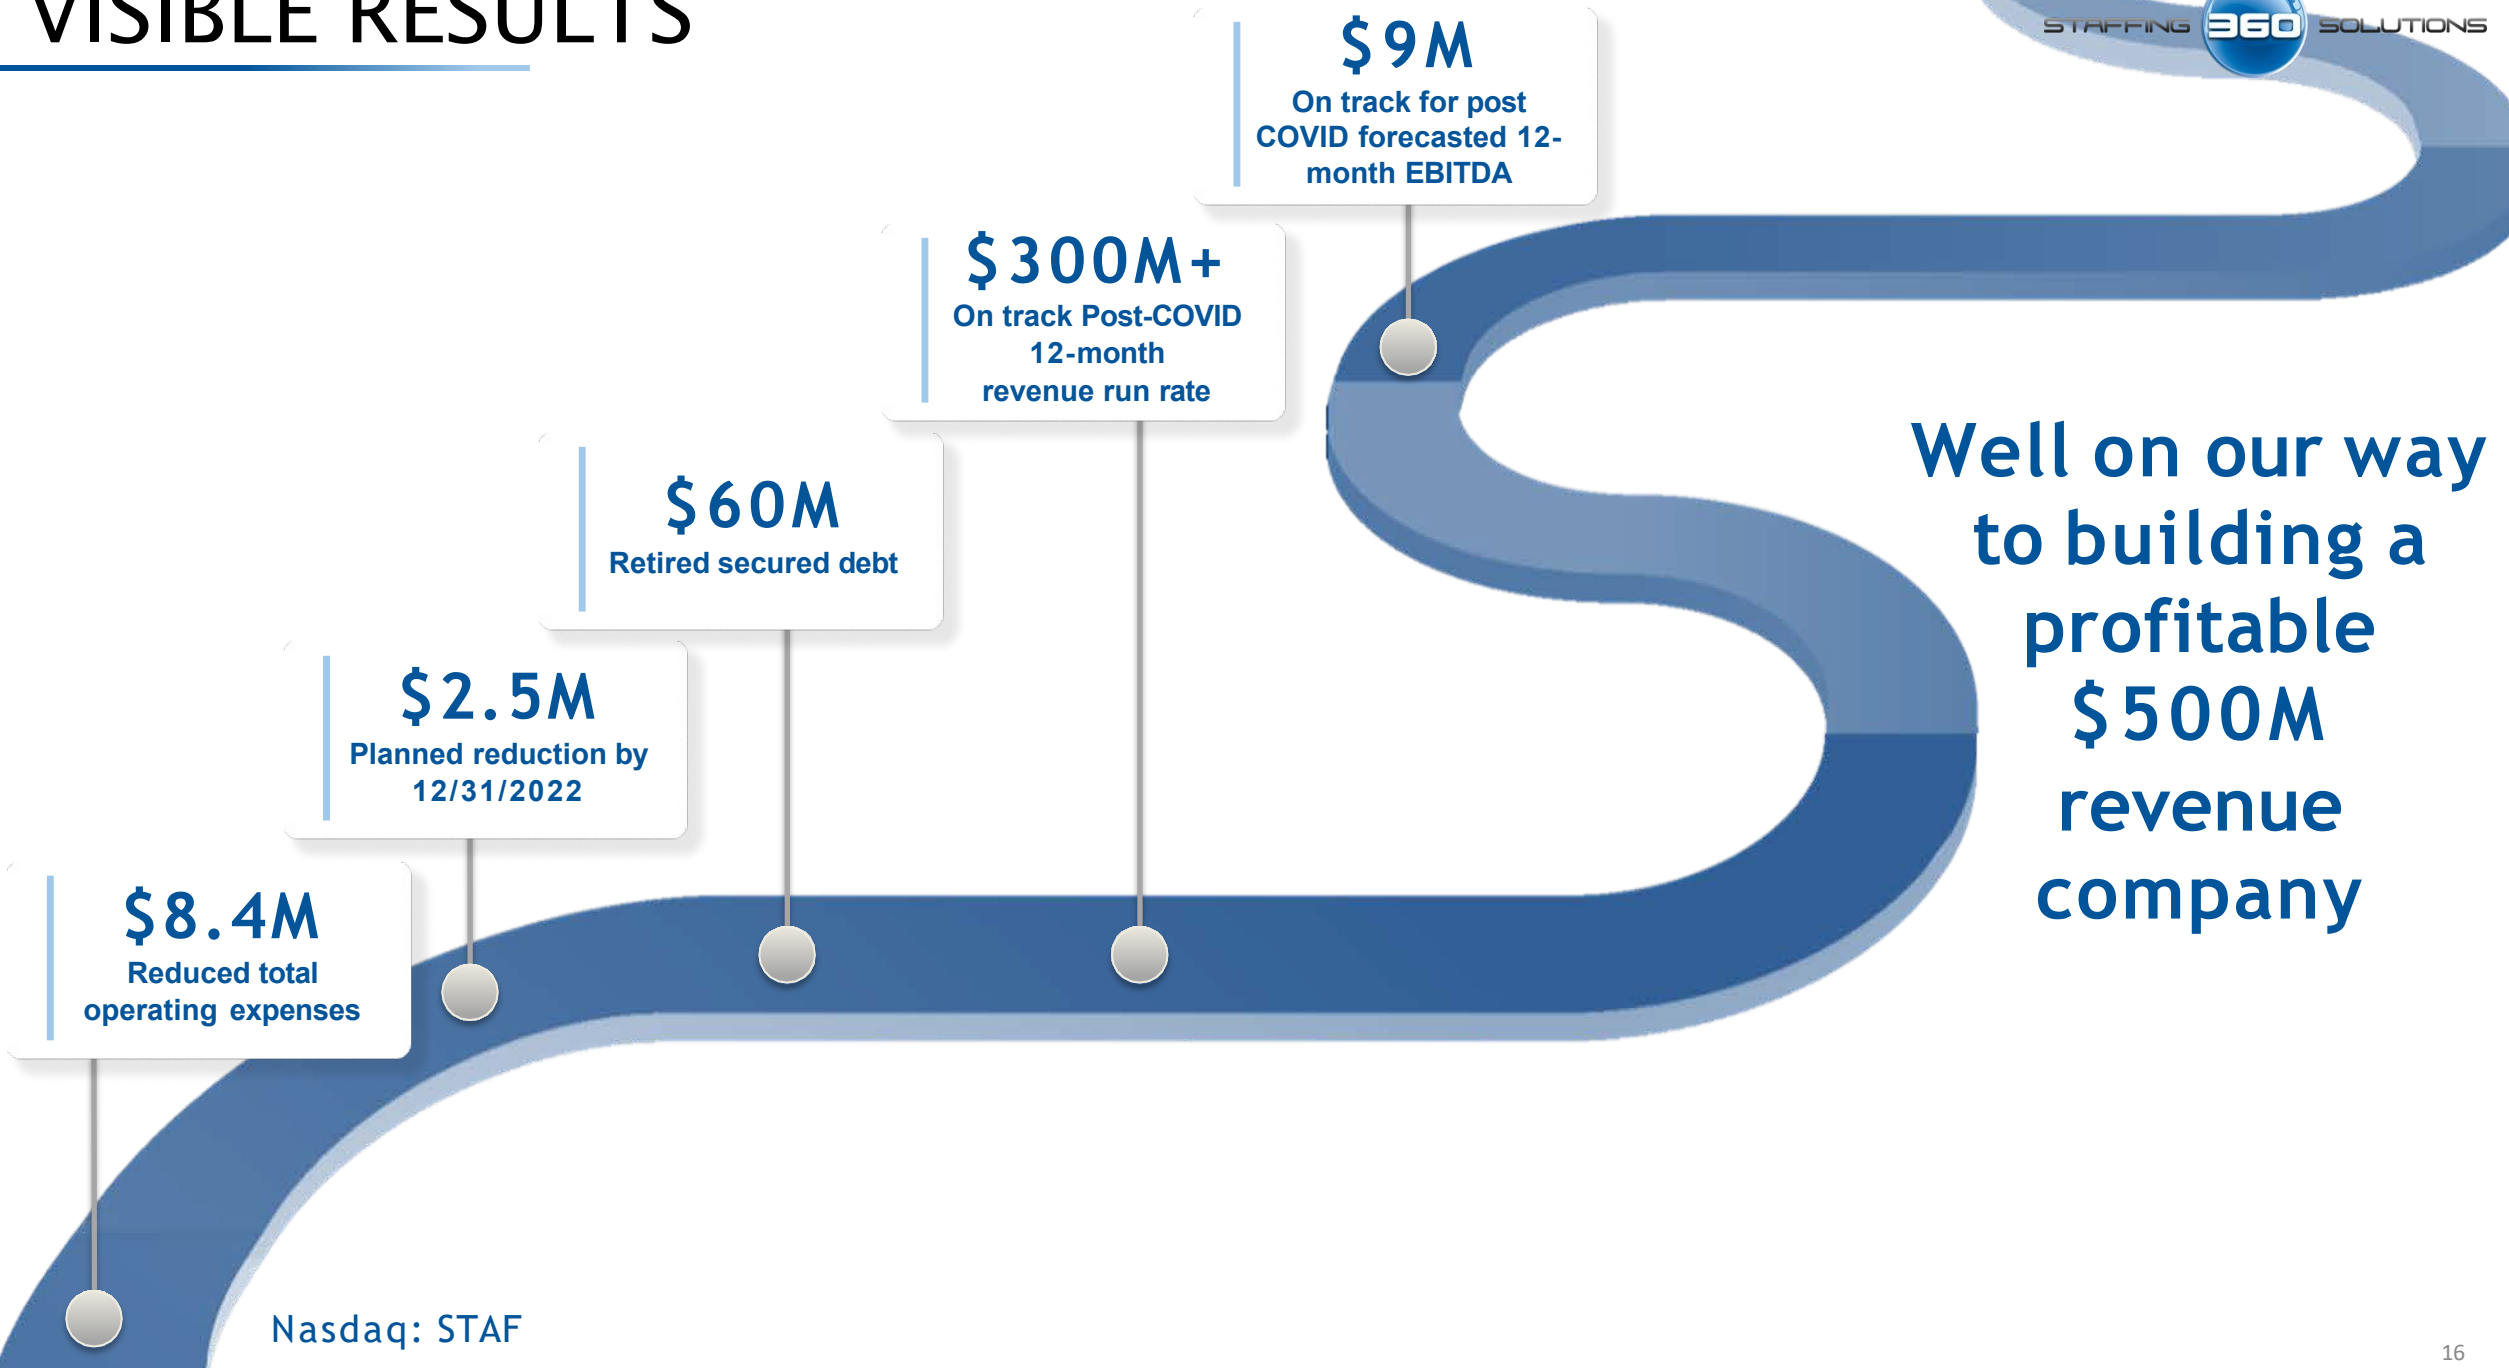 VISIBLE RESULTS
STAFFING 360 SOLUTIONS
$9M
On track for post
COVID forecasted 12-
month EBITDA
$300M+
On track Post-COVID
12-month
revenue run rate
$60M
Retired secured debt
$2.5M
Planned reduction by
12/31/2022
$8.4M
Reduced total
operating expenses
Well on our way
to building a
profitable
$500M
revenue
company
Nasdaq: STAF
16